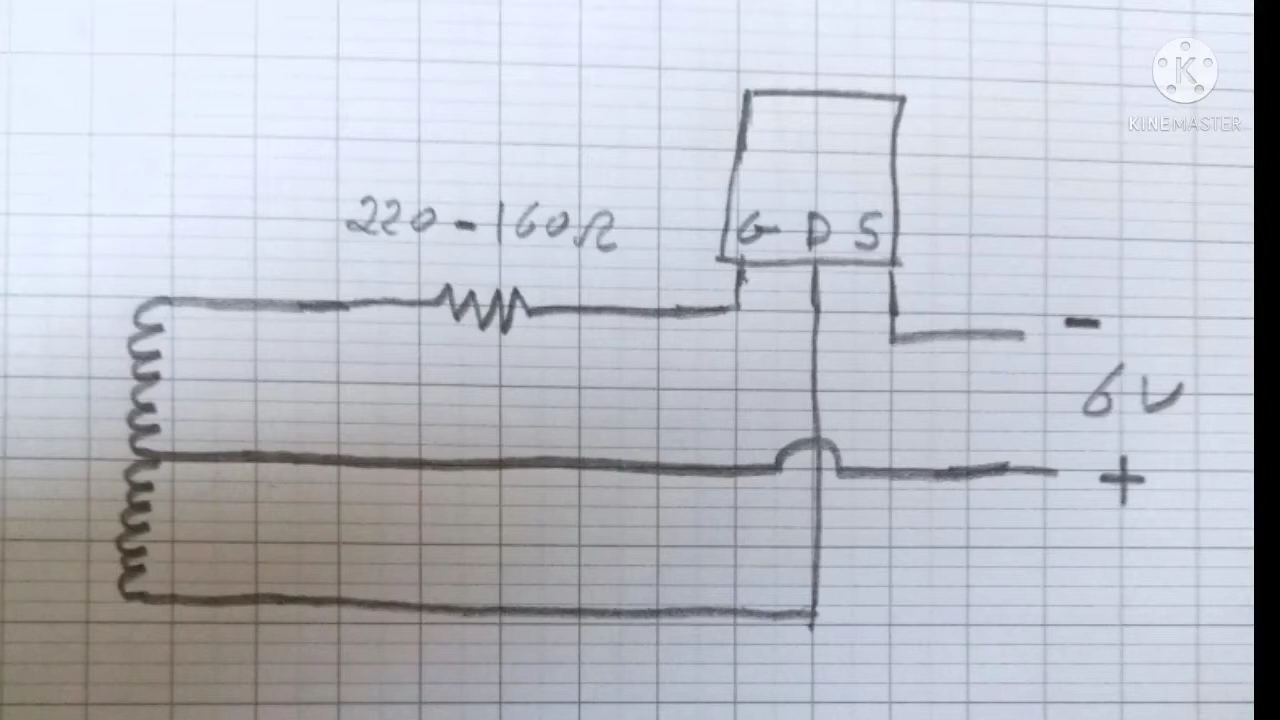 K
KINEMASTER
220-160Ω
G D S
-
6V
+